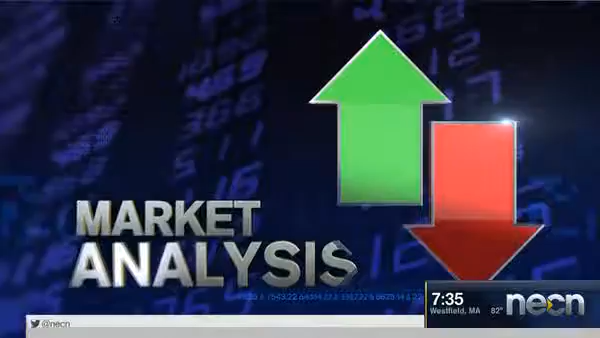 MARKET
ANALYSIS
7:35
Westfield, MA 82°
necn
@necn